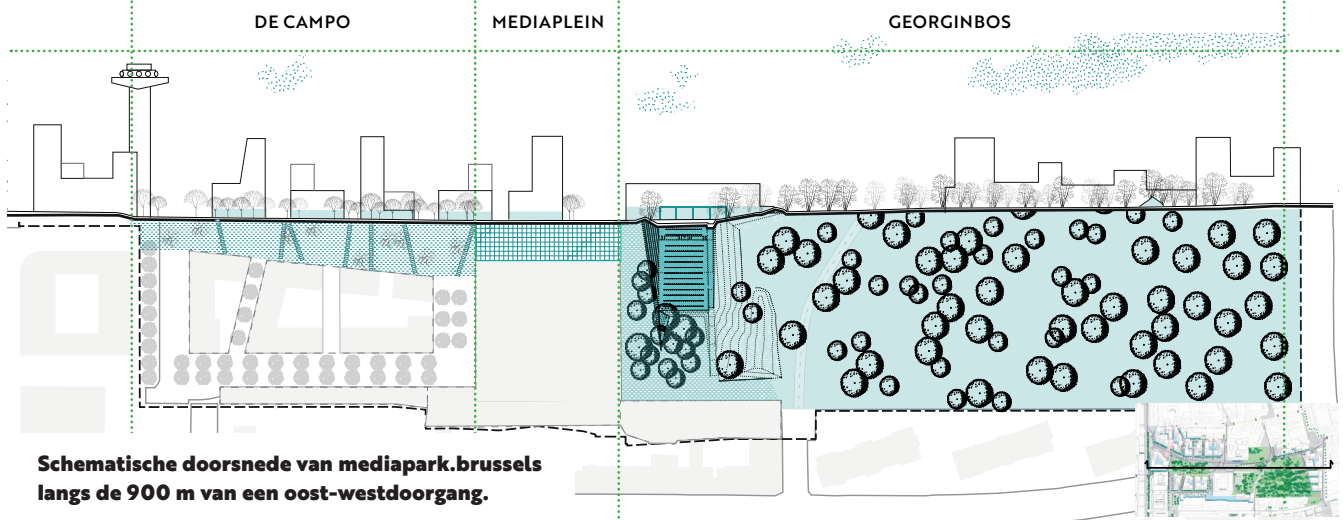 DE CAMPO
MEDIAPLEIN
GEORGINBOS
Schematische doorsnede van mediapark.brussels
langs de 900 m van een oost-westdoorgang.